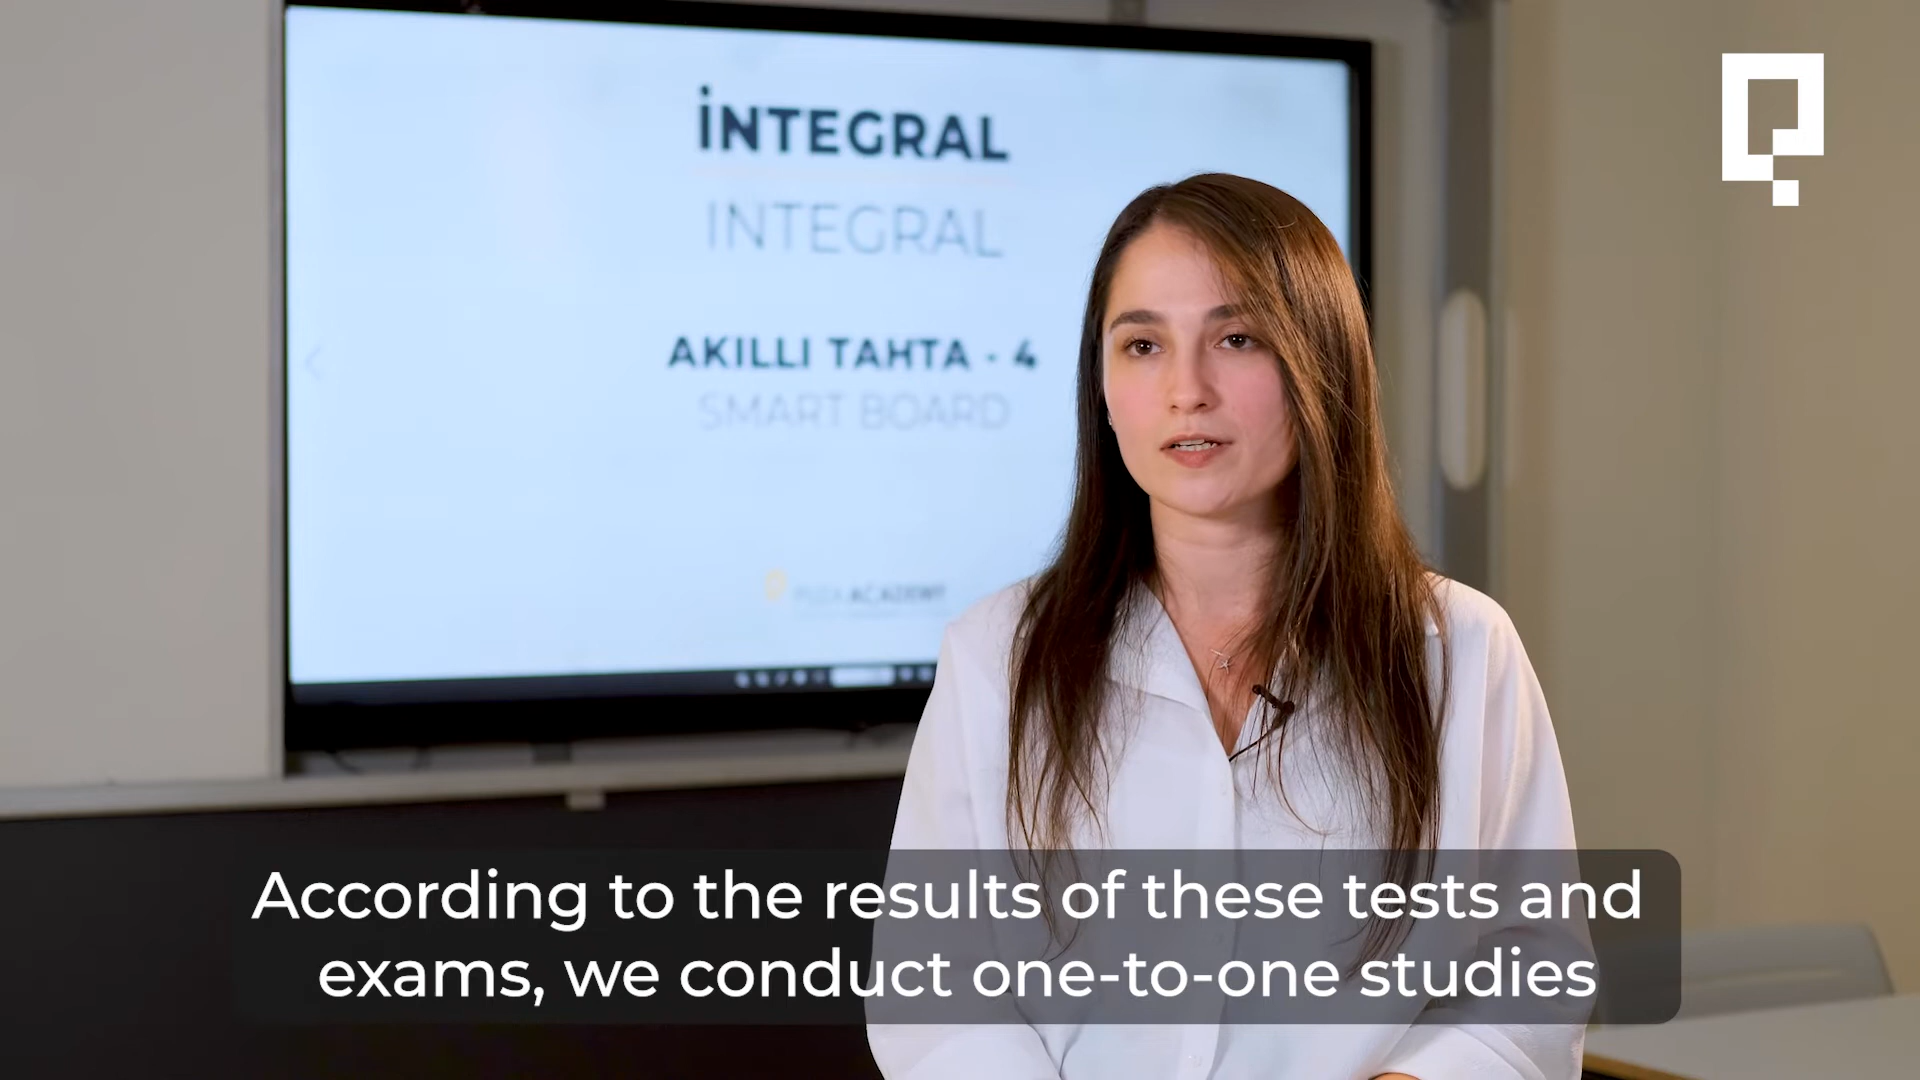 İNTEGRAL
INTEGRAL
AKILLI TAHTA - 4
SMART BOARD
ACADEMY
According to the results of these tests and
exams, we conduct one-to-one studies